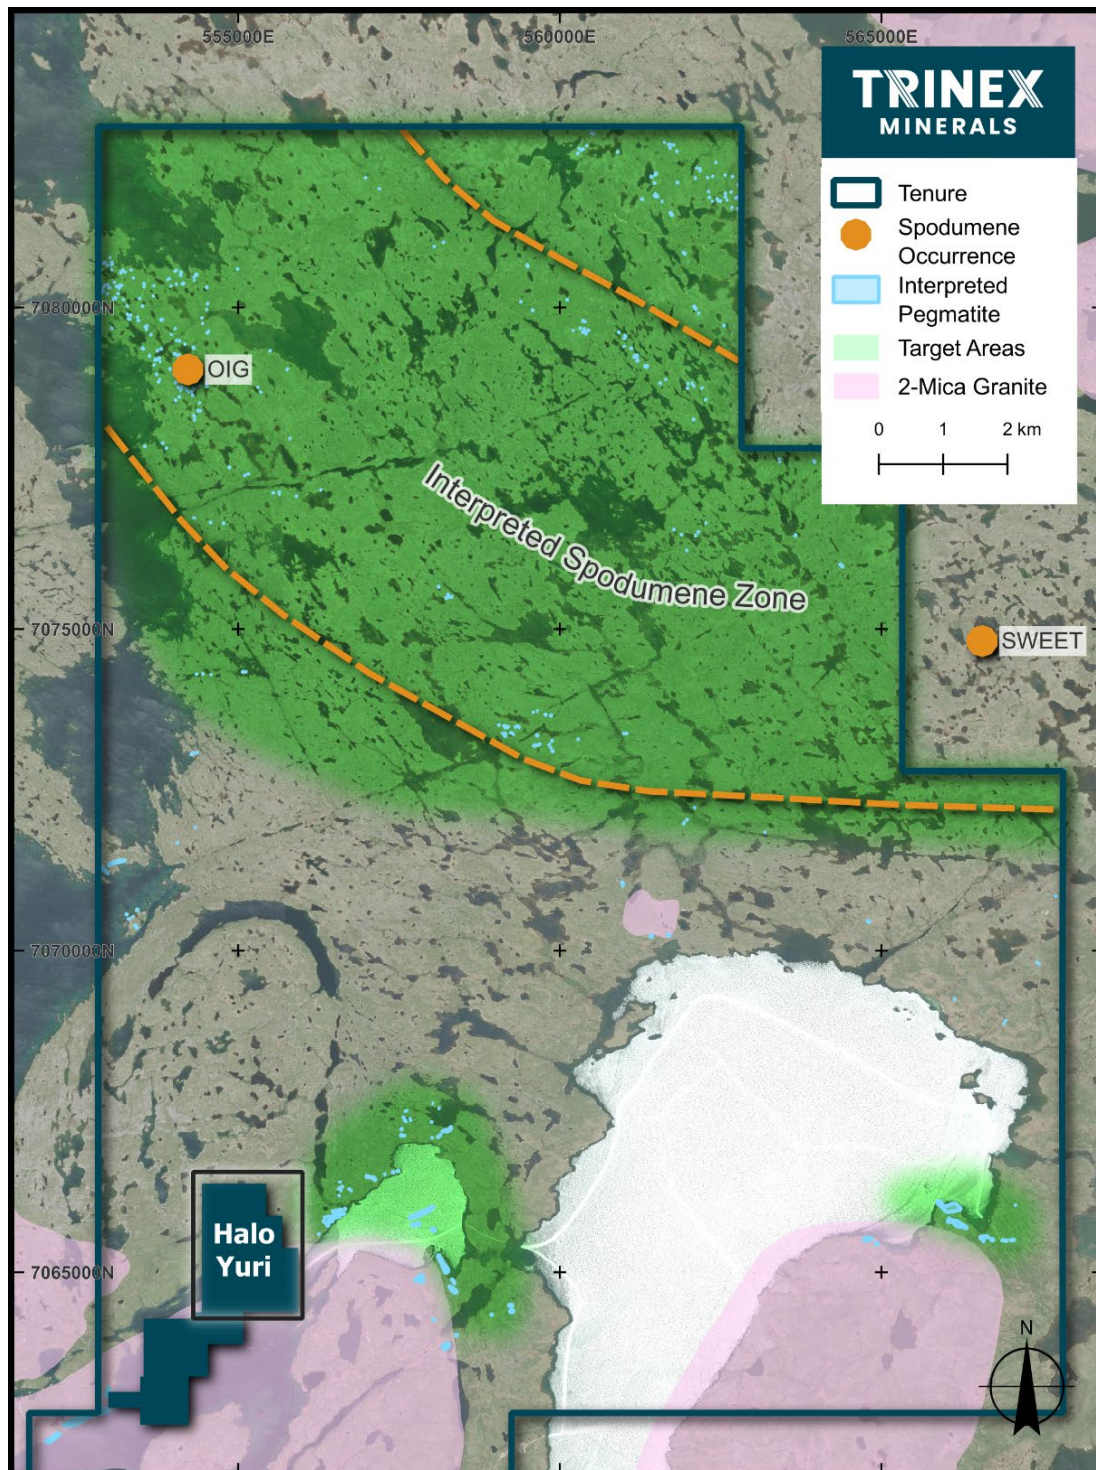 555000E
560000E
565000E
TRINEX
MINERALS
Tenure
Spodumene
Occurrence
Interpreted
Pegmatite
Target Areas
2-Mica Granite
0 1 2 km
7080000N
OIG
Interpreted Spodumene Zone
7075000N
SWEET
7070000N
Halo
Yuri
7065000N
N